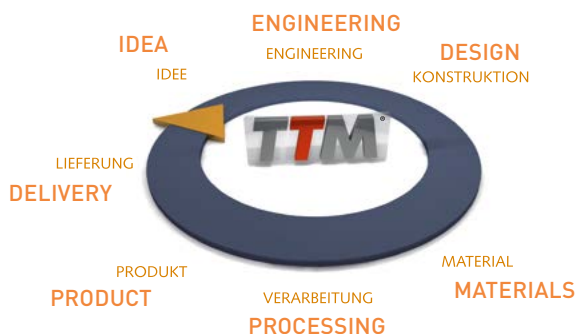 IDEA
IDEE
ENGINEERING
ENGINEERING
DESIGN
KONSTRUKTION
TTM®
LIEFERUNG
DELIVERY
MATERIAL
MATERIALS
PRODUKT
PRODUCT
VERARBEITUNG
PROCESSING